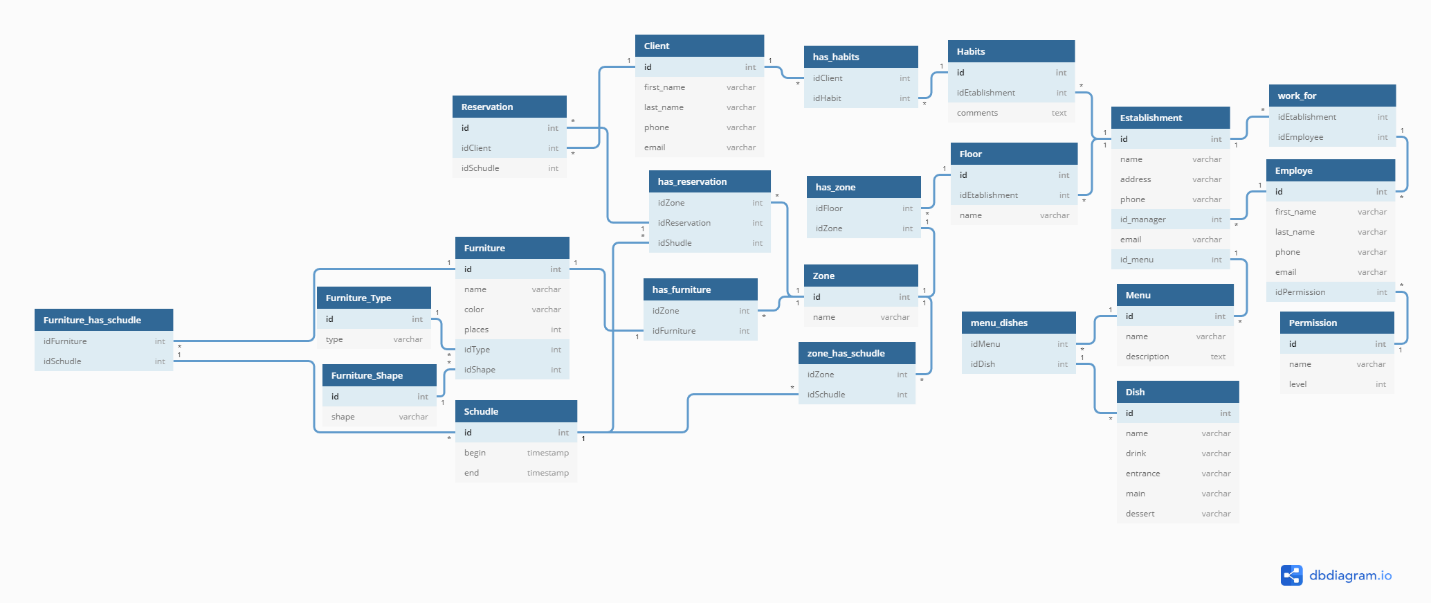 Client
id int
first_name varchar
last_name varchar
phone varchar
email varchar
has_habits
idClient int
idHabit int
Habits
id int
idEtablishment int
comments text
work_for
idEtablishment int
idEmployee int
Reservation
id int
idClient int
idSchudle int
Establishment
id int
name varchar
address varchar
phone varchar
id_manager int
email varchar
id_menu int
Floor
id int
idEtablishment int
name varchar
Employe
id int
first_name varchar
last_name varchar
phone varchar
email varchar
idPermission int
has_reservation
idZone int
idReservation int
idShudle int
has_zone
idFloor int
idZone int
Furniture
id int
name varchar
color varchar
places int
idType int
idShape int
Zone
id int
name varchar
has_furniture
idZone int
idFurniture int
Furniture_Type
id int
type varchar
Menu
id int
name varchar
description text
Furniture_has_schudle
idFurniture int
idSchudle int
menu_dishes
idMenu int
idDish int
Permission
id int
name varchar
level int
zone_has_schudle
idZone int
idSchudle int
Furniture_Shape
id int
shape varchar
Dish
id int
name varchar
drink varchar
entrance varchar
main varchar
dessert varchar
Schudle
id int
begin timestamp
end timestamp
dbdiagram.io